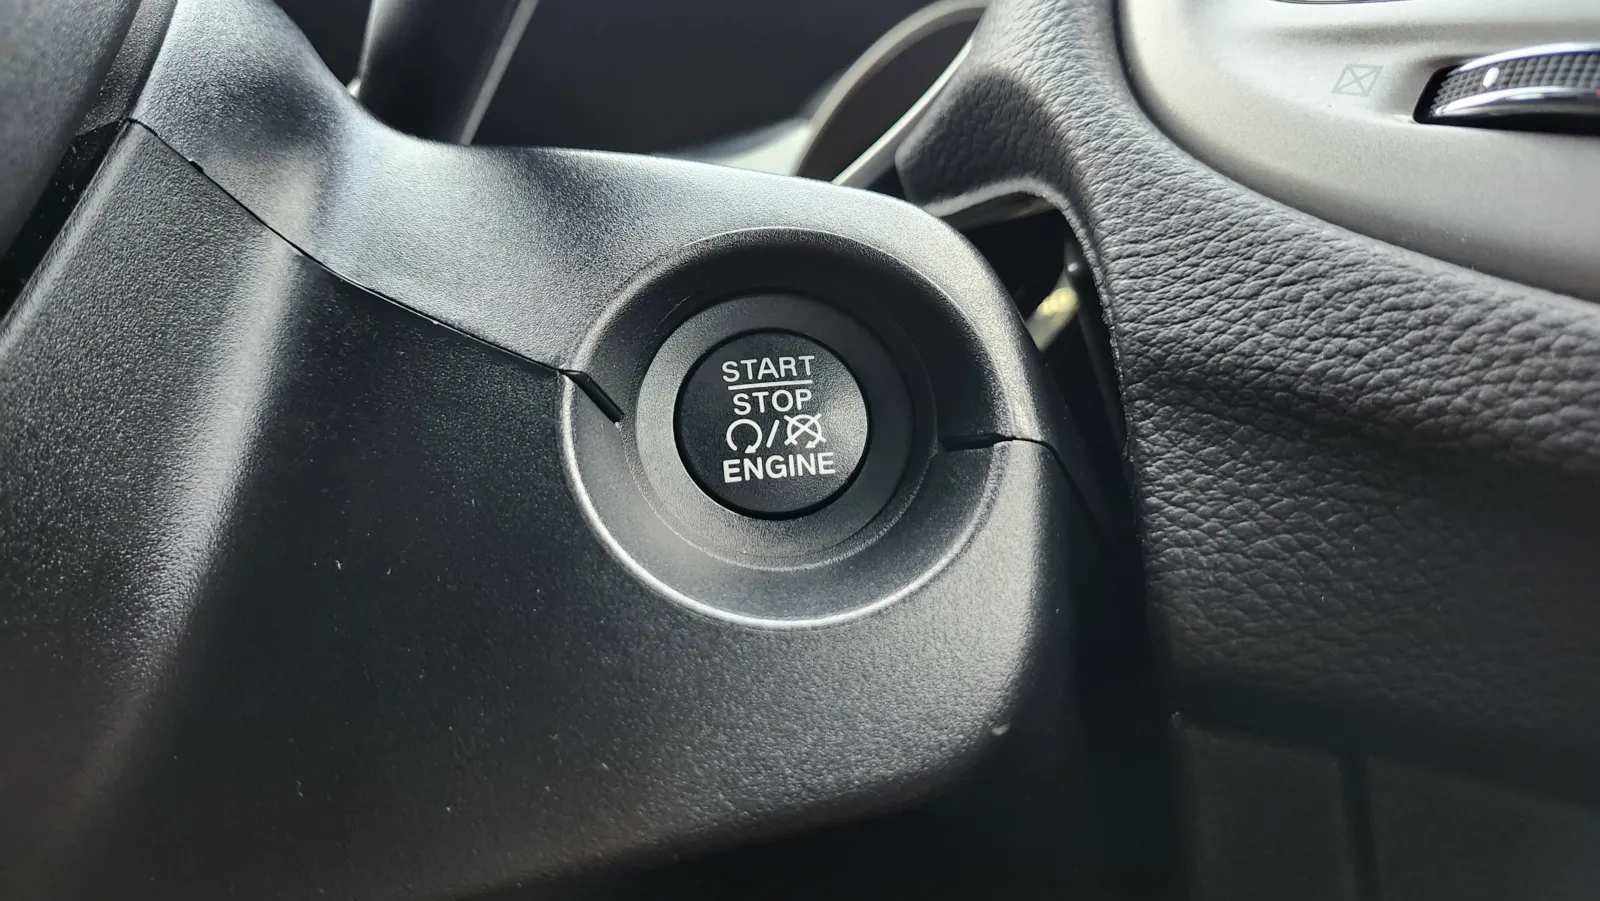 START
STOP
/
ENGINE